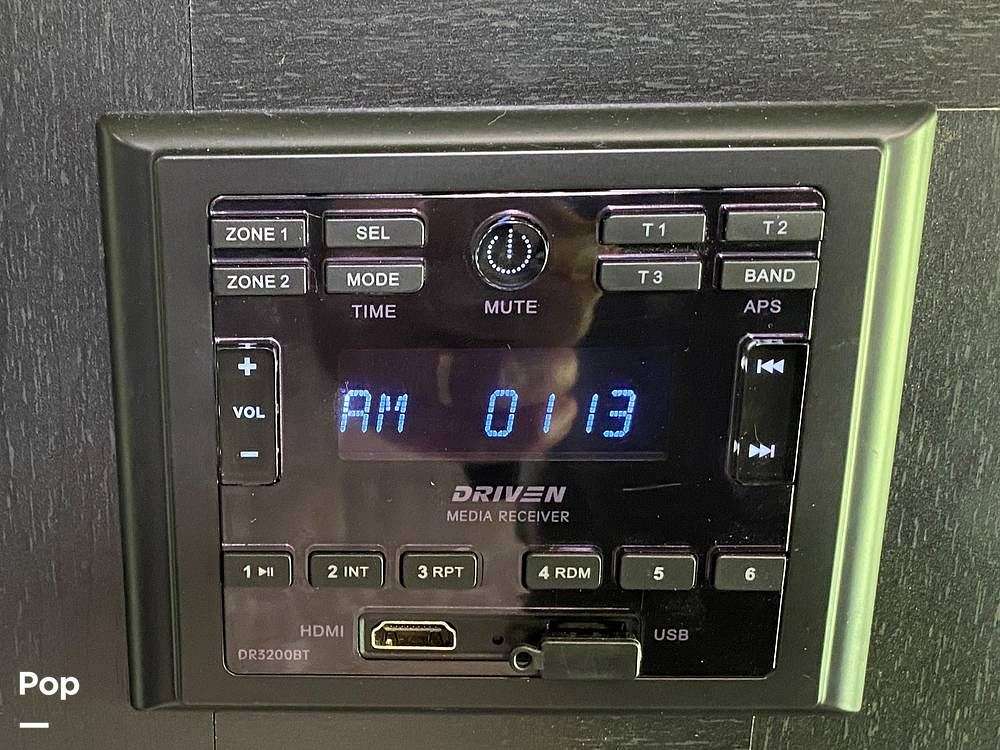 ZONE 1 SEL T1 T2
ZONE 2 MODE T3 BAND
TIME MUTE APS
+
VOL
−
AM 0113
DRIVEN
MEDIA RECEIVER
1 2 INT 3 RPT 4 RDM 5 6
HDMI USB
DR3200BT
Pop